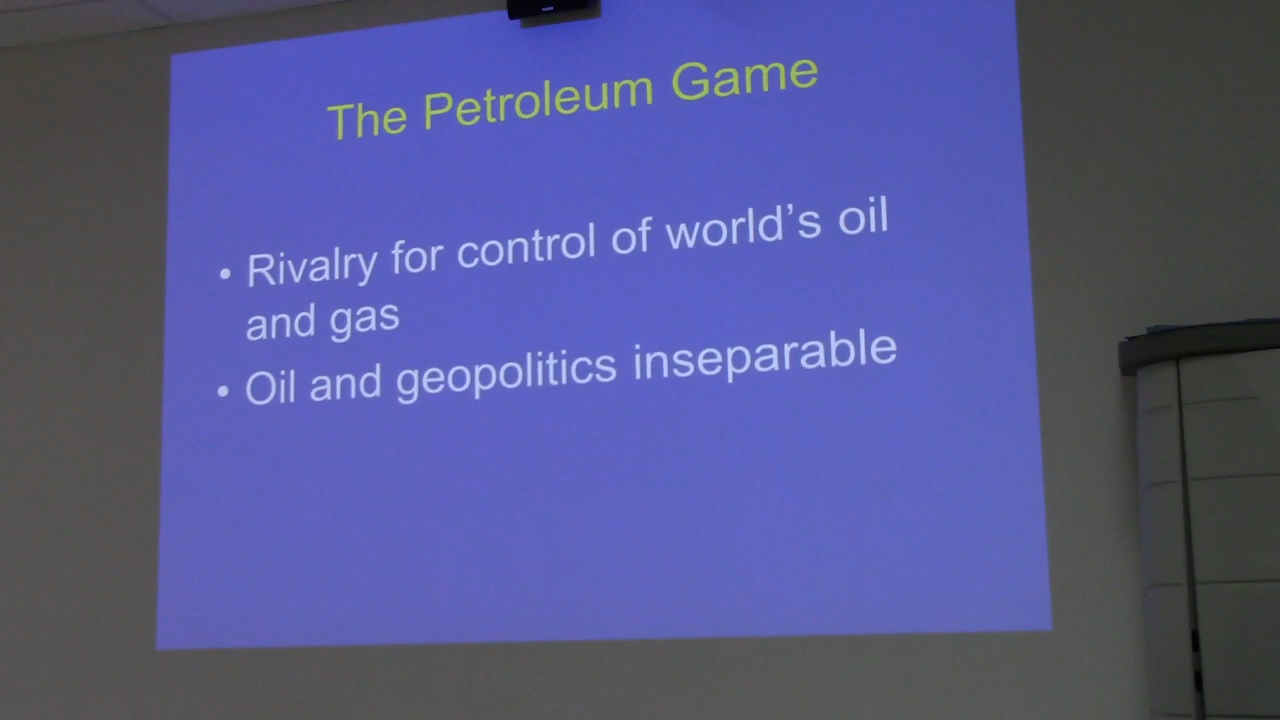 The Petroleum Game
• Rivalry for control of world’s oil
and gas
• Oil and geopolitics inseparable